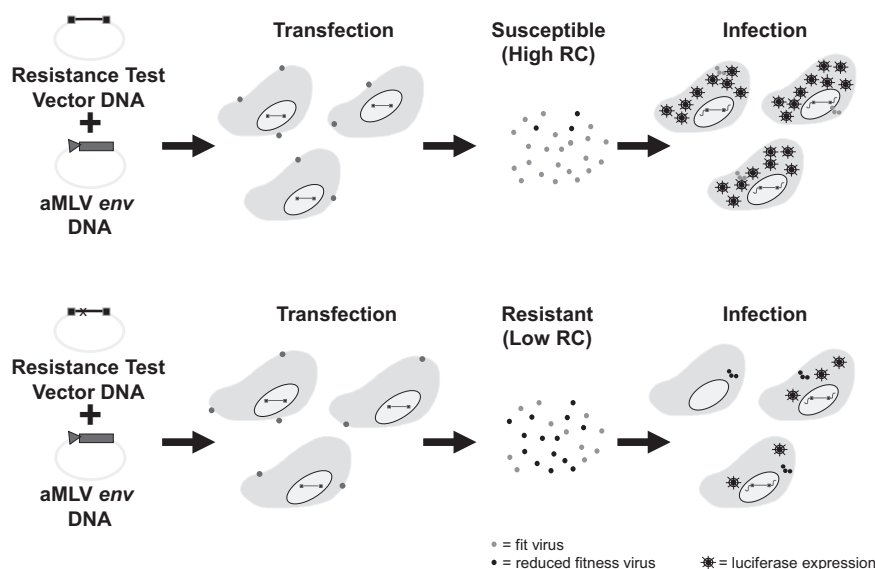 Transfection
Susceptible
(High RC)
Infection
Resistance Test
Vector DNA
+
aMLV env
DNA
Transfection
Resistant
(Low RC)
Infection
x
Resistance Test
Vector DNA
+
aMLV env
DNA
= fit virus
= reduced fitness virus
= luciferase expression